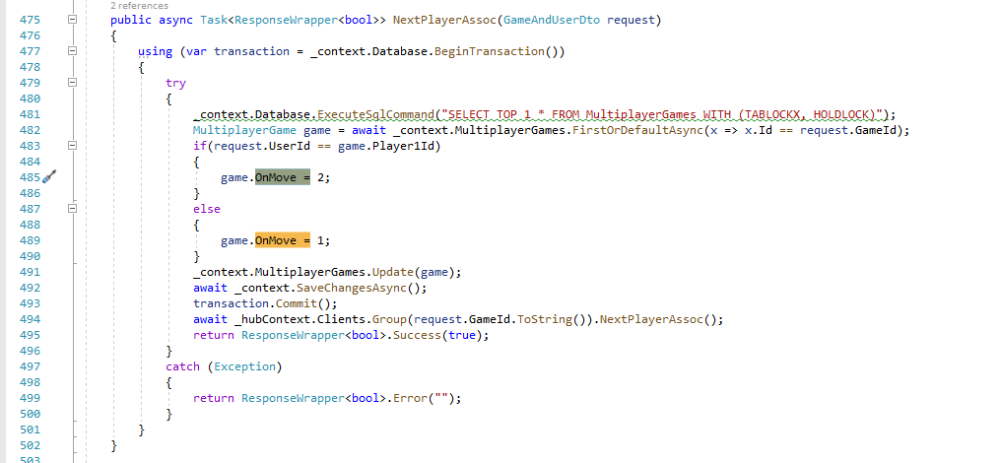 2 references
475 public async Task<ResponseWrapper<bool>> NextPlayerAssoc(GameAndUserDto request)
476 {
477 using (var transaction = _context.Database.BeginTransaction())
478 {
479 try
480 {
481 _context.Database.ExecuteSqlCommand("SELECT TOP 1 * FROM MultiplayerGames WITH (TABLOCKX, HOLDLOCK)");
482 MultiplayerGame game = await _context.MultiplayerGames.FirstOrDefaultAsync(x => x.Id == request.GameId);
483 if(request.UserId == game.Player1Id)
484 {
485 game.OnMove = 2;
486 }
487 else
488 {
489 game.OnMove = 1;
490 }
491 _context.MultiplayerGames.Update(game);
492 await _context.SaveChangesAsync();
493 transaction.Commit();
494 await _hubContext.Clients.Group(request.GameId.ToString()).NextPlayerAssoc();
495 return ResponseWrapper<bool>.Success(true);
496 }
497 catch (Exception)
498 {
499 return ResponseWrapper<bool>.Error("");
500 }
501 }
502 }
503